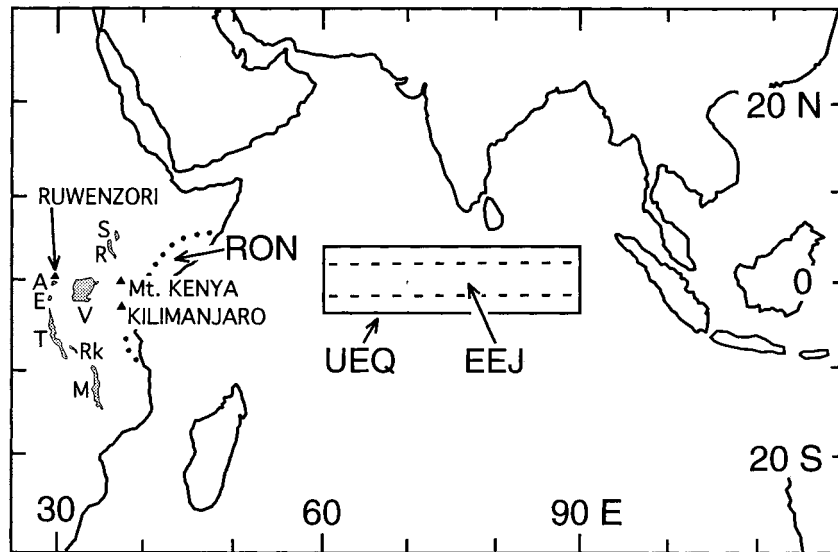 20 N
RUWENZORI
S
R
RON
A
Mt. KENYA
0
E
V
KILIMANJARO
T
Rk
UEQ
EEJ
M
20 S
30
60
90 E